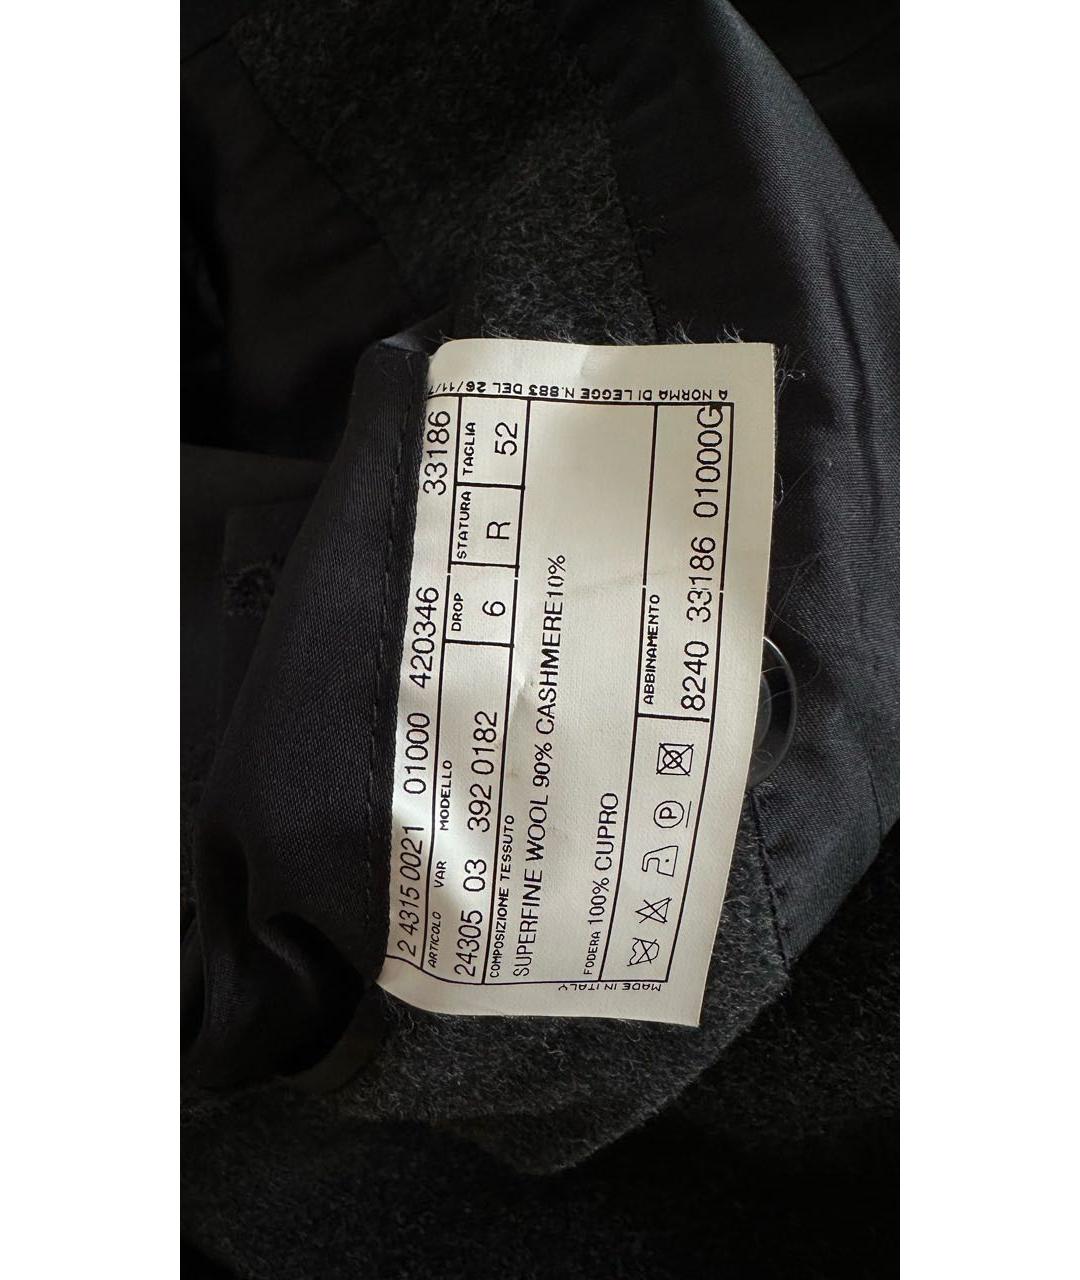 A NORMA DI LEGGE N.883 DEL 26/11/7
2 4315 0021 01000 420346 33186
ARTICOLO VAR MODELLO DROP STATURA TAGLIA
24305 03 392 0182 6 R 52
COMPOSIZIONE TESSUTO
SUPERFINE WOOL 90% CASHMERE10%
FODERA 100% CUPRO
ABBINAMENTO
P
8240 33186 01000G
MADE IN ITALY